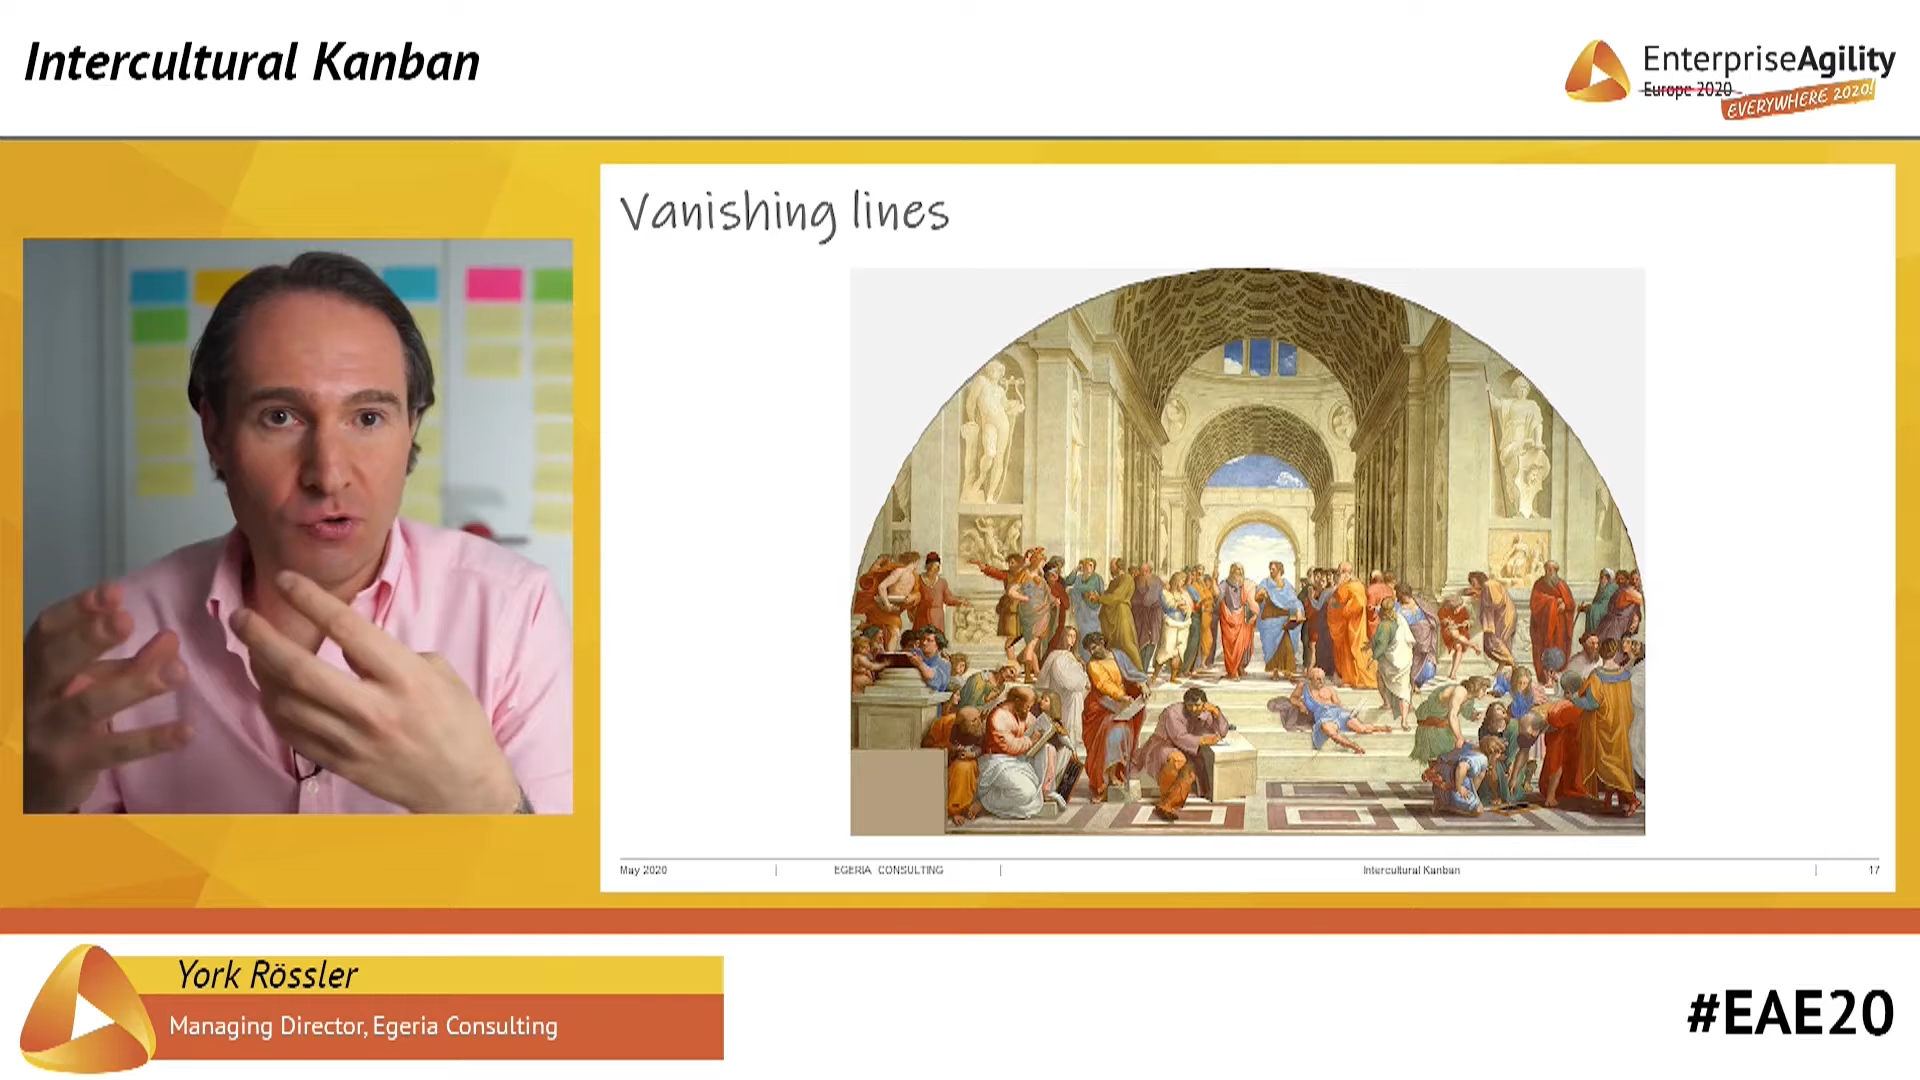 Intercultural Kanban
EnterpriseAgility
Europe 2020
EVERYWHERE 2020!
Vanishing lines
May 2020 | EGERIA CONSULTING | Intercultural Kanban | 17
York Rössler
Managing Director, Egeria Consulting
#EAE20